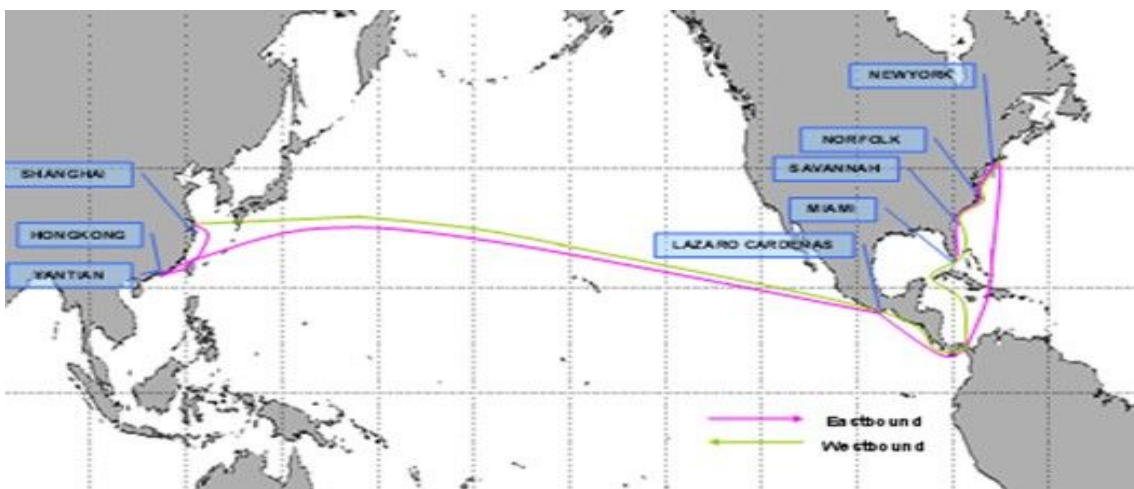 NEWYORK
NORFOLK
SAVANNAH
SHANGHAI
MIAMI
HONGKONG
LAZARO CARDENAS
YANTIAN
Eastbound
Westbound